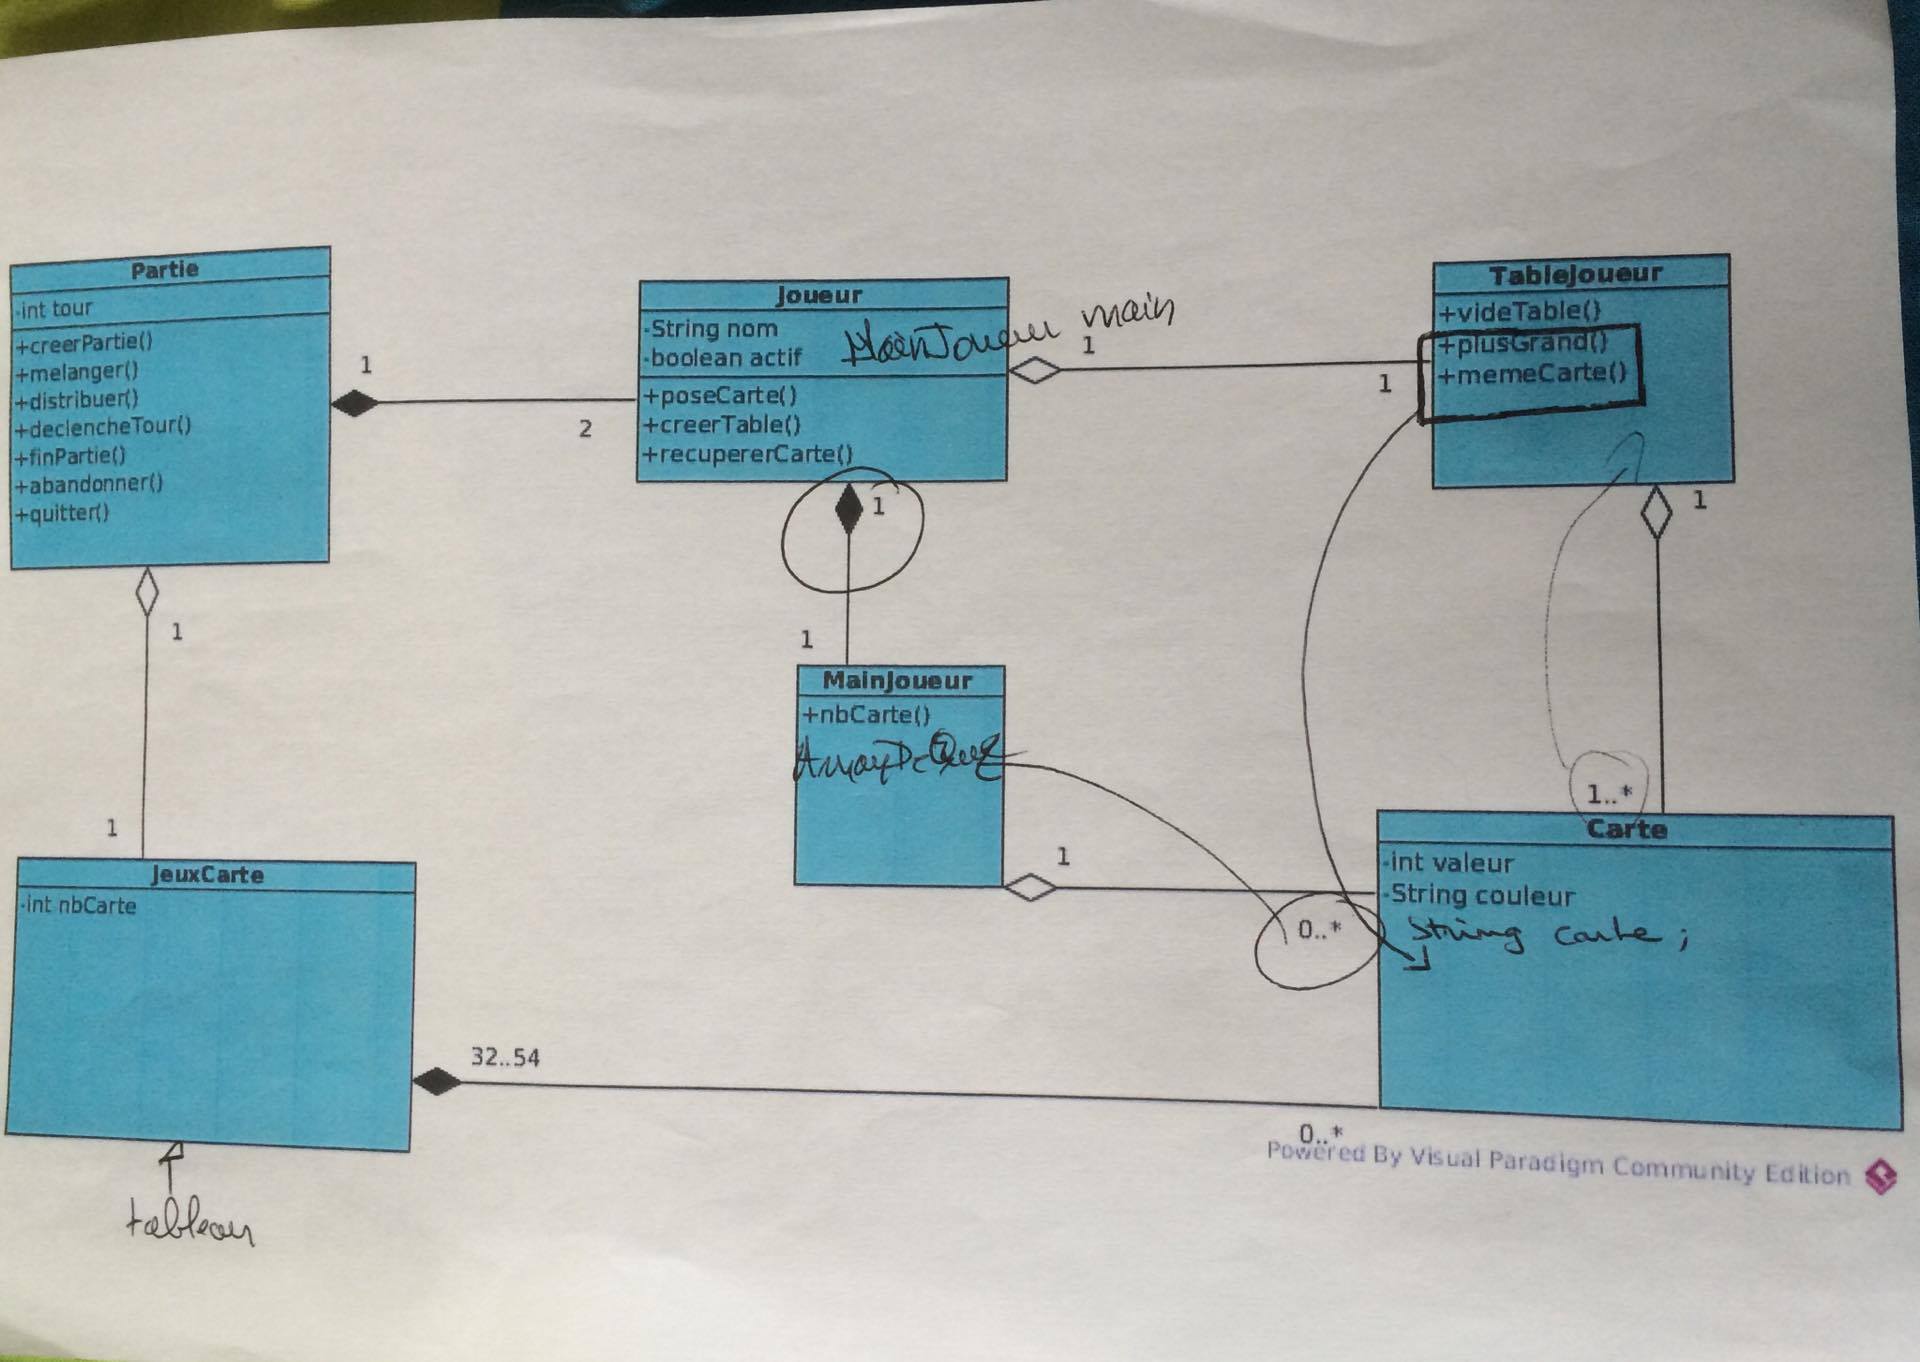 Partie
-int tour
+creerPartie()
+melanger()
+distribuer()
+declencheTour()
+finPartie()
+abandonner()
+quitter()
1
2
Joueur
-String nom
-boolean actif
MainJoueur main
+poseCarte()
+creerTable()
+recupererCarte()
1
1
TableJoueur
+videTable()
+plusGrand()
+memeCarte()
1
1
1
MainJoueur
+nbCarte()
ArrayDeQueue
1
0..*
1
1..*
Carte
-int valeur
-String couleur
String carte ;
1
1
JeuxCarte
-int nbCarte
32..54
0..*
tableau
Powered By Visual Paradigm Community Edition